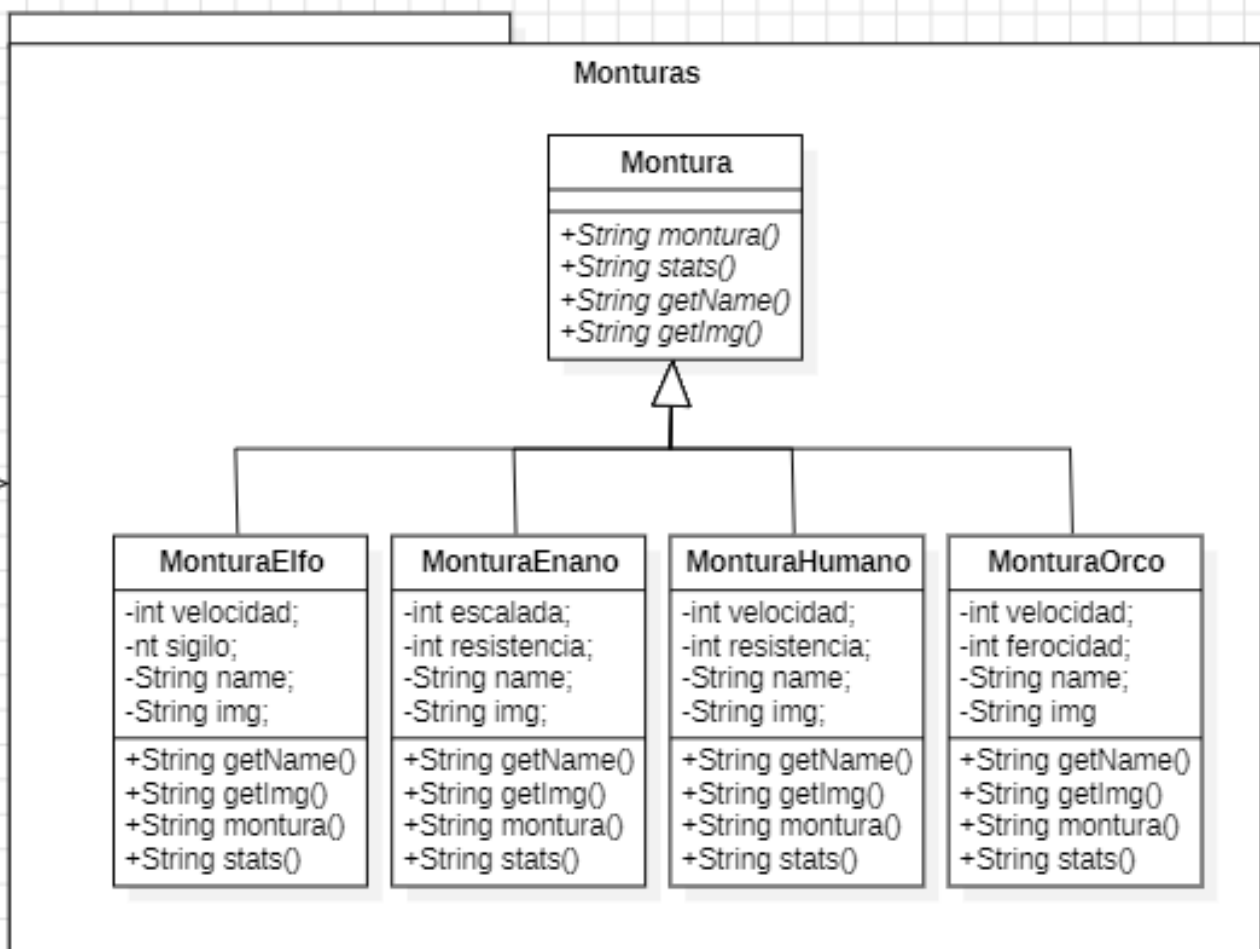 Monturas
Montura
+String montura()
+String stats()
+String getName()
+String getImg()
MonturaElfo
-int velocidad;
-nt sigilo;
-String name;
-String img;
+String getName()
+String getImg()
+String montura()
+String stats()
MonturaEnano
-int escalada;
-int resistencia;
-String name;
-String img;
+String getName()
+String getImg()
+String montura()
+String stats()
MonturaHumano
-int velocidad;
-int resistencia;
-String name;
-String img;
+String getName()
+String getImg()
+String montura()
+String stats()
MonturaOrco
-int velocidad;
-int ferocidad;
-String name;
-String img
+String getName()
+String getImg()
+String montura()
+String stats()